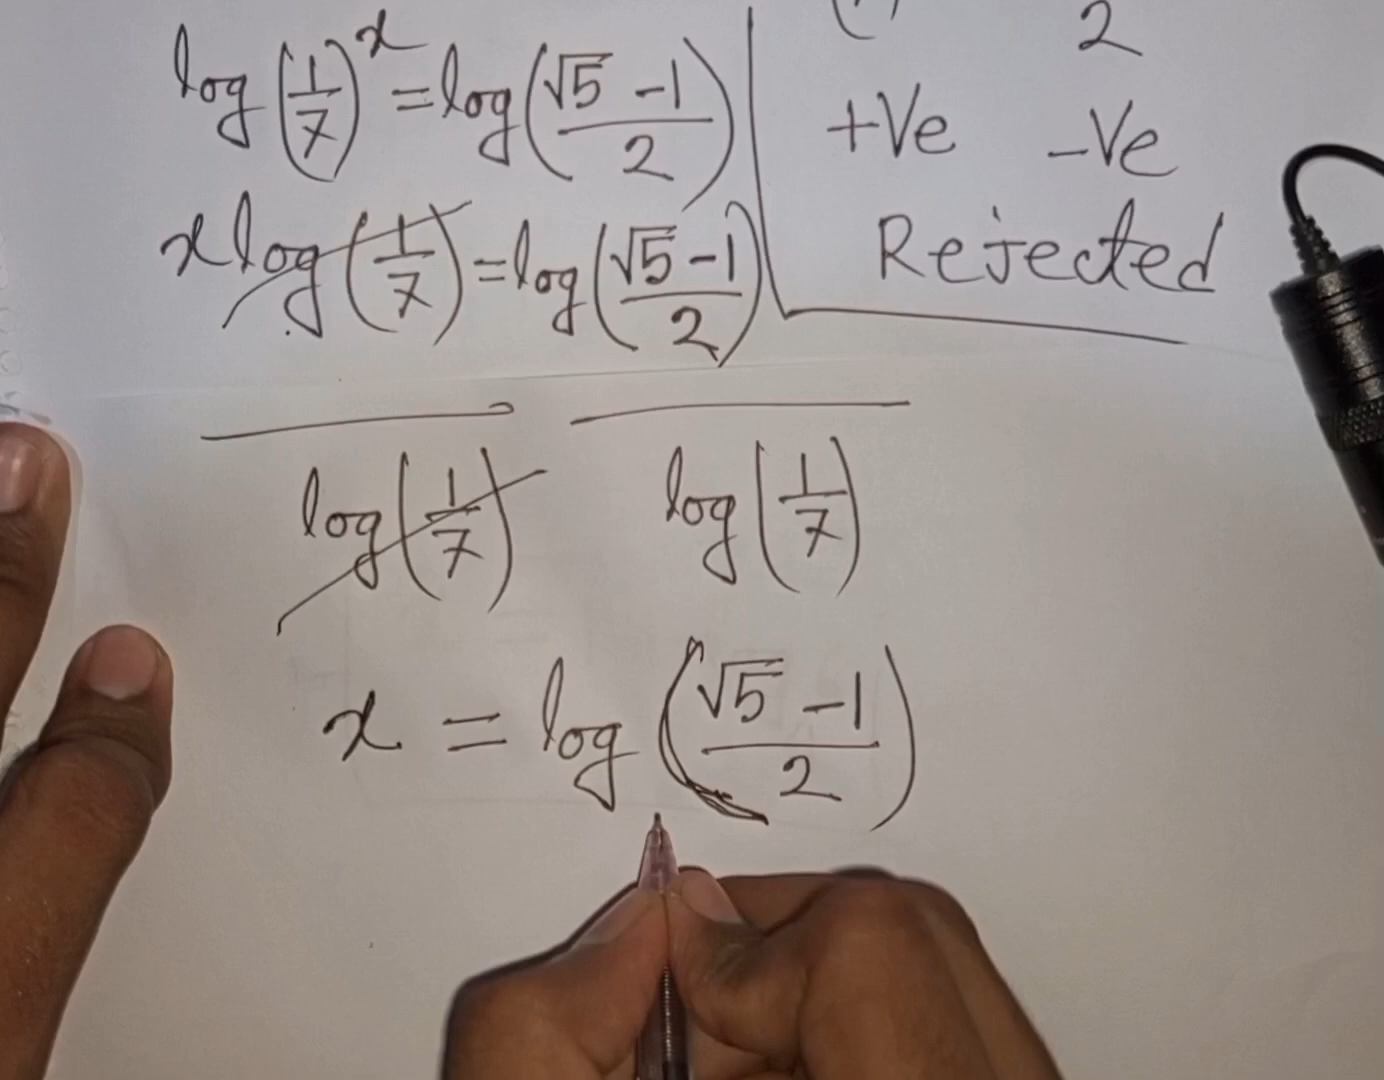 log(1/7)^x = log((√5 -1)/2)
x log(1/7) = log((√5 -1)/2)
log(1/7) log(1/7)
x = log((√5 -1)/2)
2
+Ve -Ve
Rejected